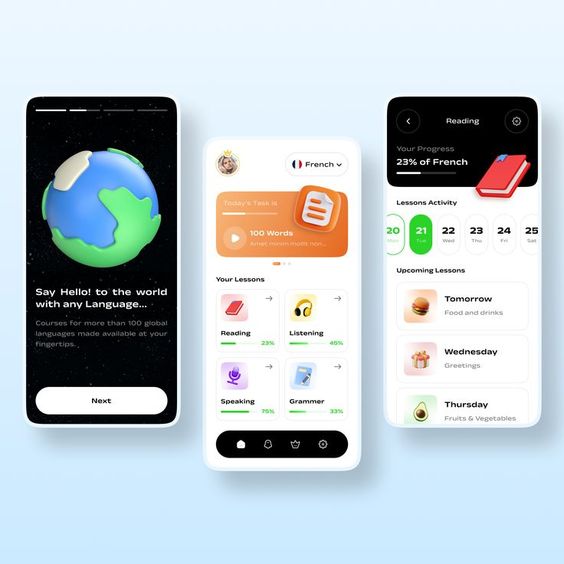 Say Hello! to the world
with any Language...
Courses for more than 100 global
languages made available at your
fingertips.
Next
French
Today's Task is
100 Words
Amet minim mollit non...
Your Lessons
Reading
23%
Listening
45%
Speaking
75%
Grammer
33%
Reading
Your Progress
23% of French
Lessons Activity
20 21 22 23 24 25
Mon Tue Wed Thu Fri Sat
Upcoming Lessons
Tomorrow
Food and drinks
Wednesday
Greetings
Thursday
Fruits & Vegetables